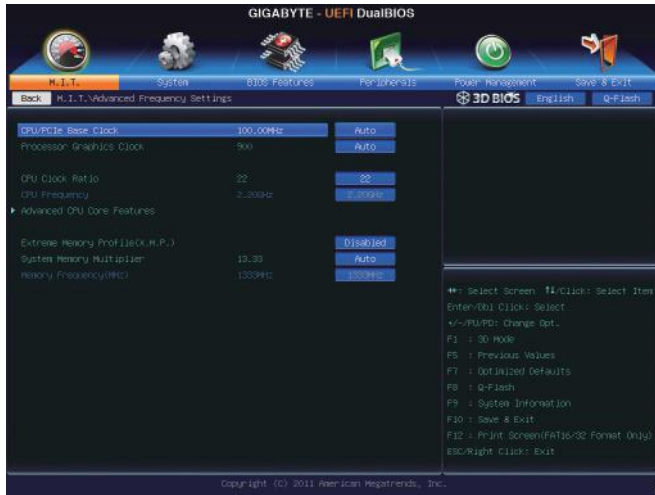 GIGABYTE - UEFI DualBIOS
M.I.T.
System
BIOS Features
Peripherals
Power Management
Save & Exit
Back M.I.T.\Advanced Frequency Settings
3D BIOS English Q-Flash
CPU/PCIe Base Clock 100.00MHz Auto
Processor Graphics Clock 900 Auto
CPU Clock Ratio 22 22
CPU Frequency 2.20GHz 2.20GHz
Advanced CPU Core Features
Extreme Memory Profile(X.M.P.) Disabled
System Memory Multiplier 13.33 Auto
Memory Frequency(MHz) 1333MHz 1333MHz
↔: Select Screen ↑↓/Click: Select Item
Enter/Dbl Click: Select
+/-/PU/PD: Change Opt.
F1 : 3D Mode
F5 : Previous Values
F7 : Optimized Defaults
F8 : Q-Flash
F9 : System Information
F10 : Save & Exit
F12 : Print Screen(FAT16/32 Format Only)
ESC/Right Click: Exit
Copyright (C) 2011 American Megatrends, Inc.